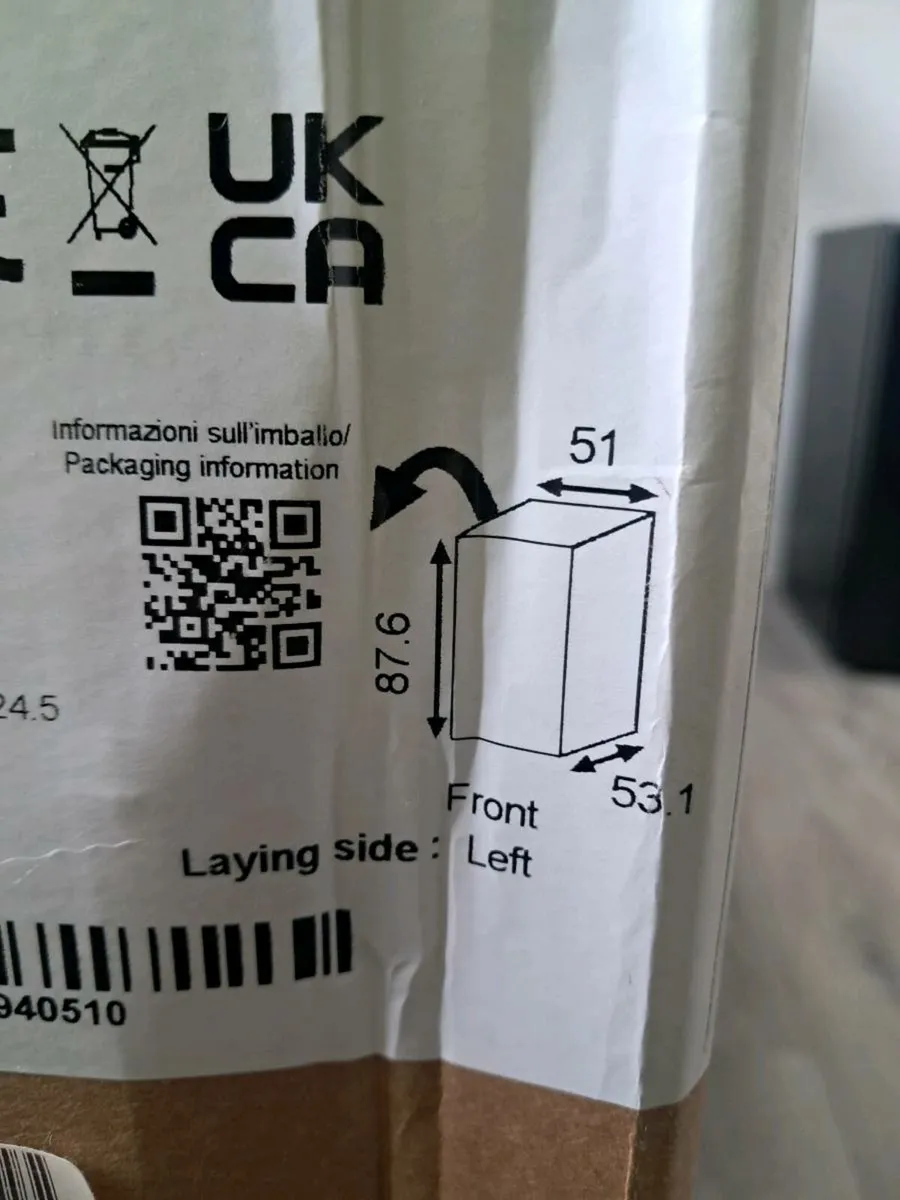 UK
CA
Informazioni sull'imballo/
Packaging information
51
87.6
24.5
53.1
Front
Laying side : Left
940510